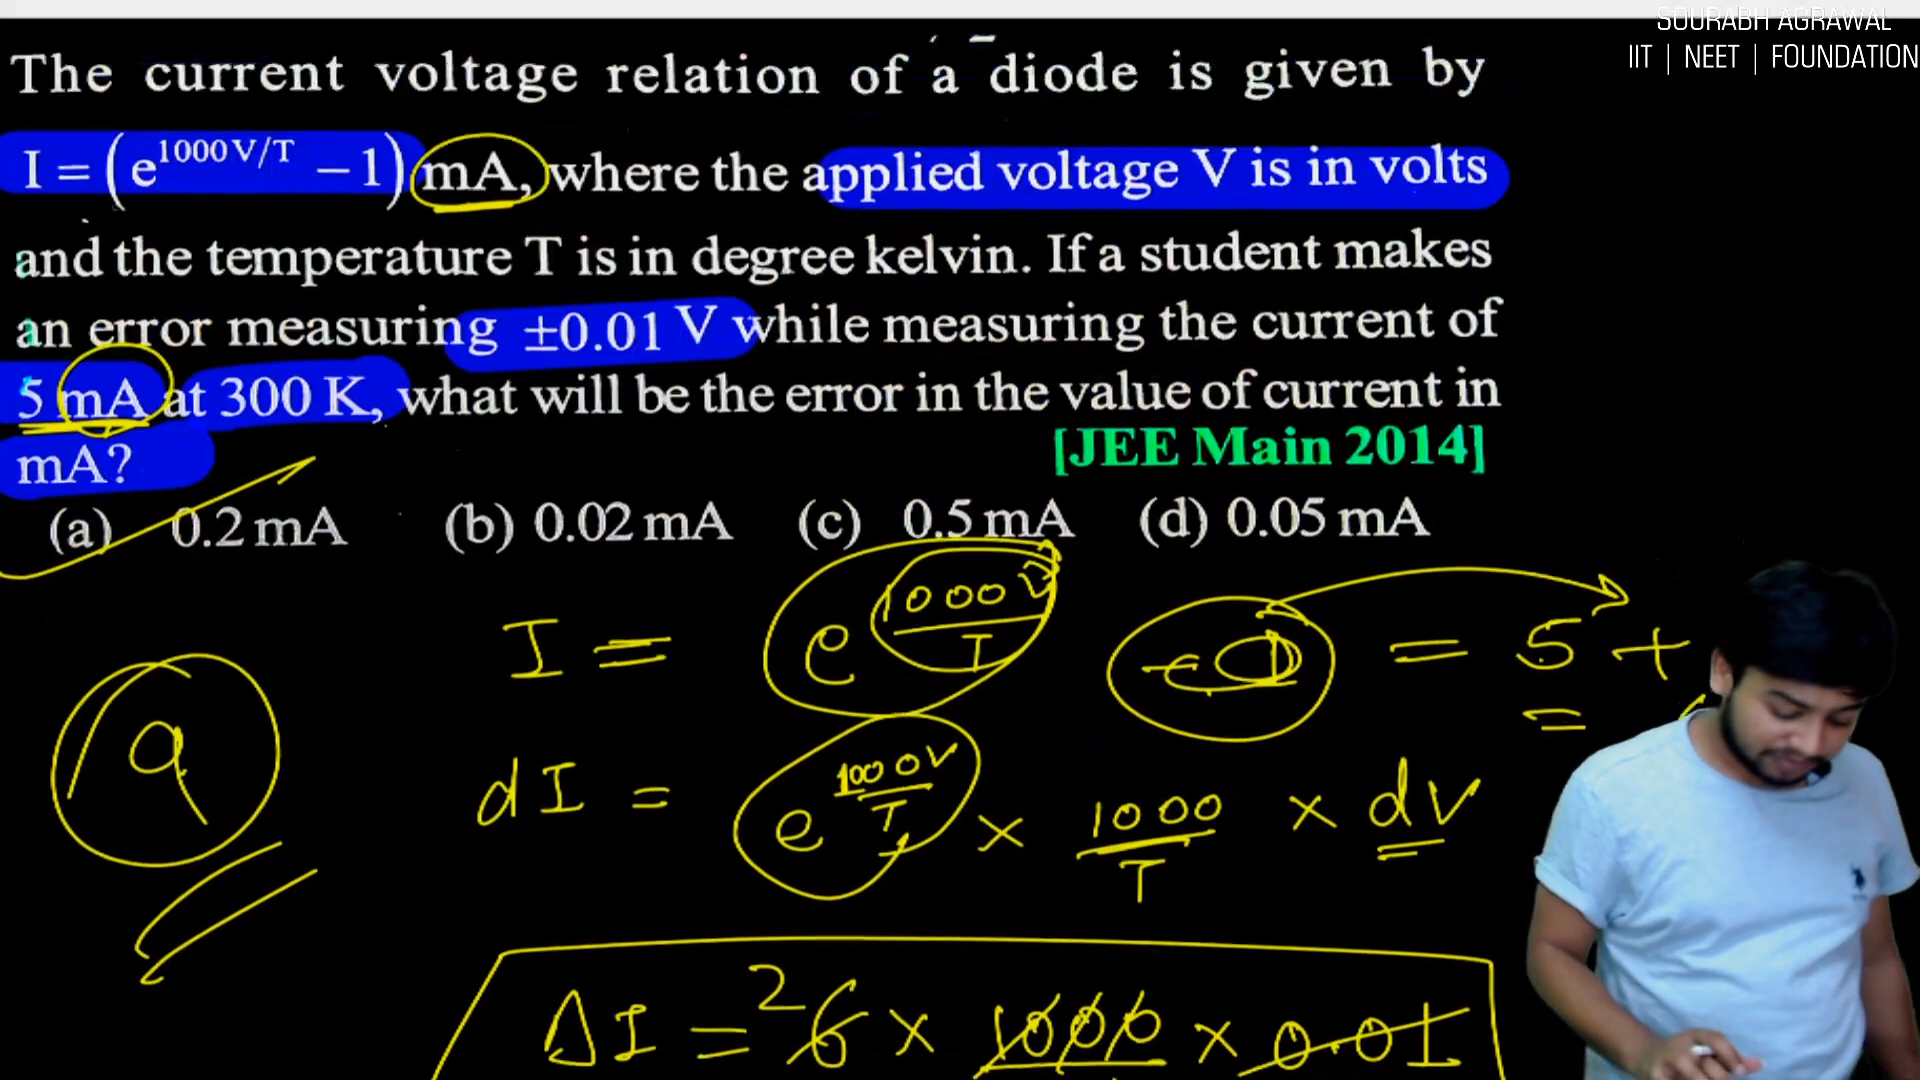 SOURABH AGRAWAL
IIT | NEET | FOUNDATION
The current voltage relation of a diode is given by
I = (e^{1000 V/T} − 1) mA, where the applied voltage V is in volts
and the temperature T is in degree kelvin. If a student makes
an error measuring ±0.01 V while measuring the current of
5 mA at 300 K, what will be the error in the value of current in
mA?
[JEE Main 2014]
(a) 0.2 mA (b) 0.02 mA (c) 0.5 mA (d) 0.05 mA
I = e^{1000V/T} = 5 +
=
dI = e^{1000V/T} × 1000/T × dV
a
ΔI = 2 6 × 1000 × 0.01